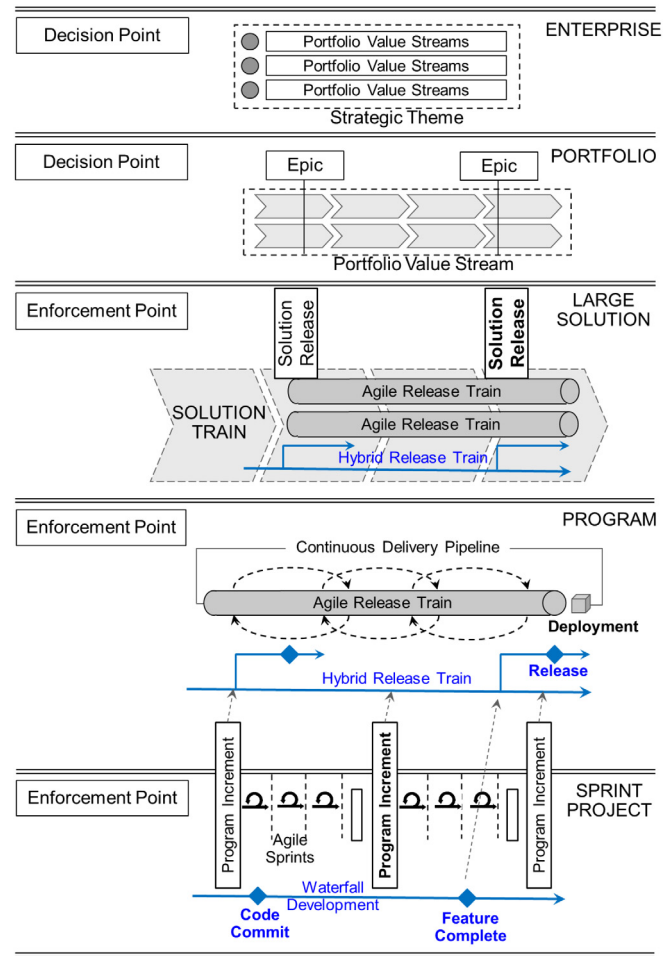 Decision Point
ENTERPRISE
Portfolio Value Streams
Portfolio Value Streams
Portfolio Value Streams
Strategic Theme
Decision Point
PORTFOLIO
Epic
Epic
Portfolio Value Stream
Enforcement Point
LARGE
SOLUTION
Solution
Release
Solution
Release
SOLUTION
TRAIN
Agile Release Train
Agile Release Train
Hybrid Release Train
Enforcement Point
PROGRAM
Continuous Delivery Pipeline
Agile Release Train
Deployment
Hybrid Release Train
Release
Program Increment
Program Increment
Program Increment
Enforcement Point
SPRINT
PROJECT
Agile
Sprints
Waterfall
Development
Code
Commit
Feature
Complete